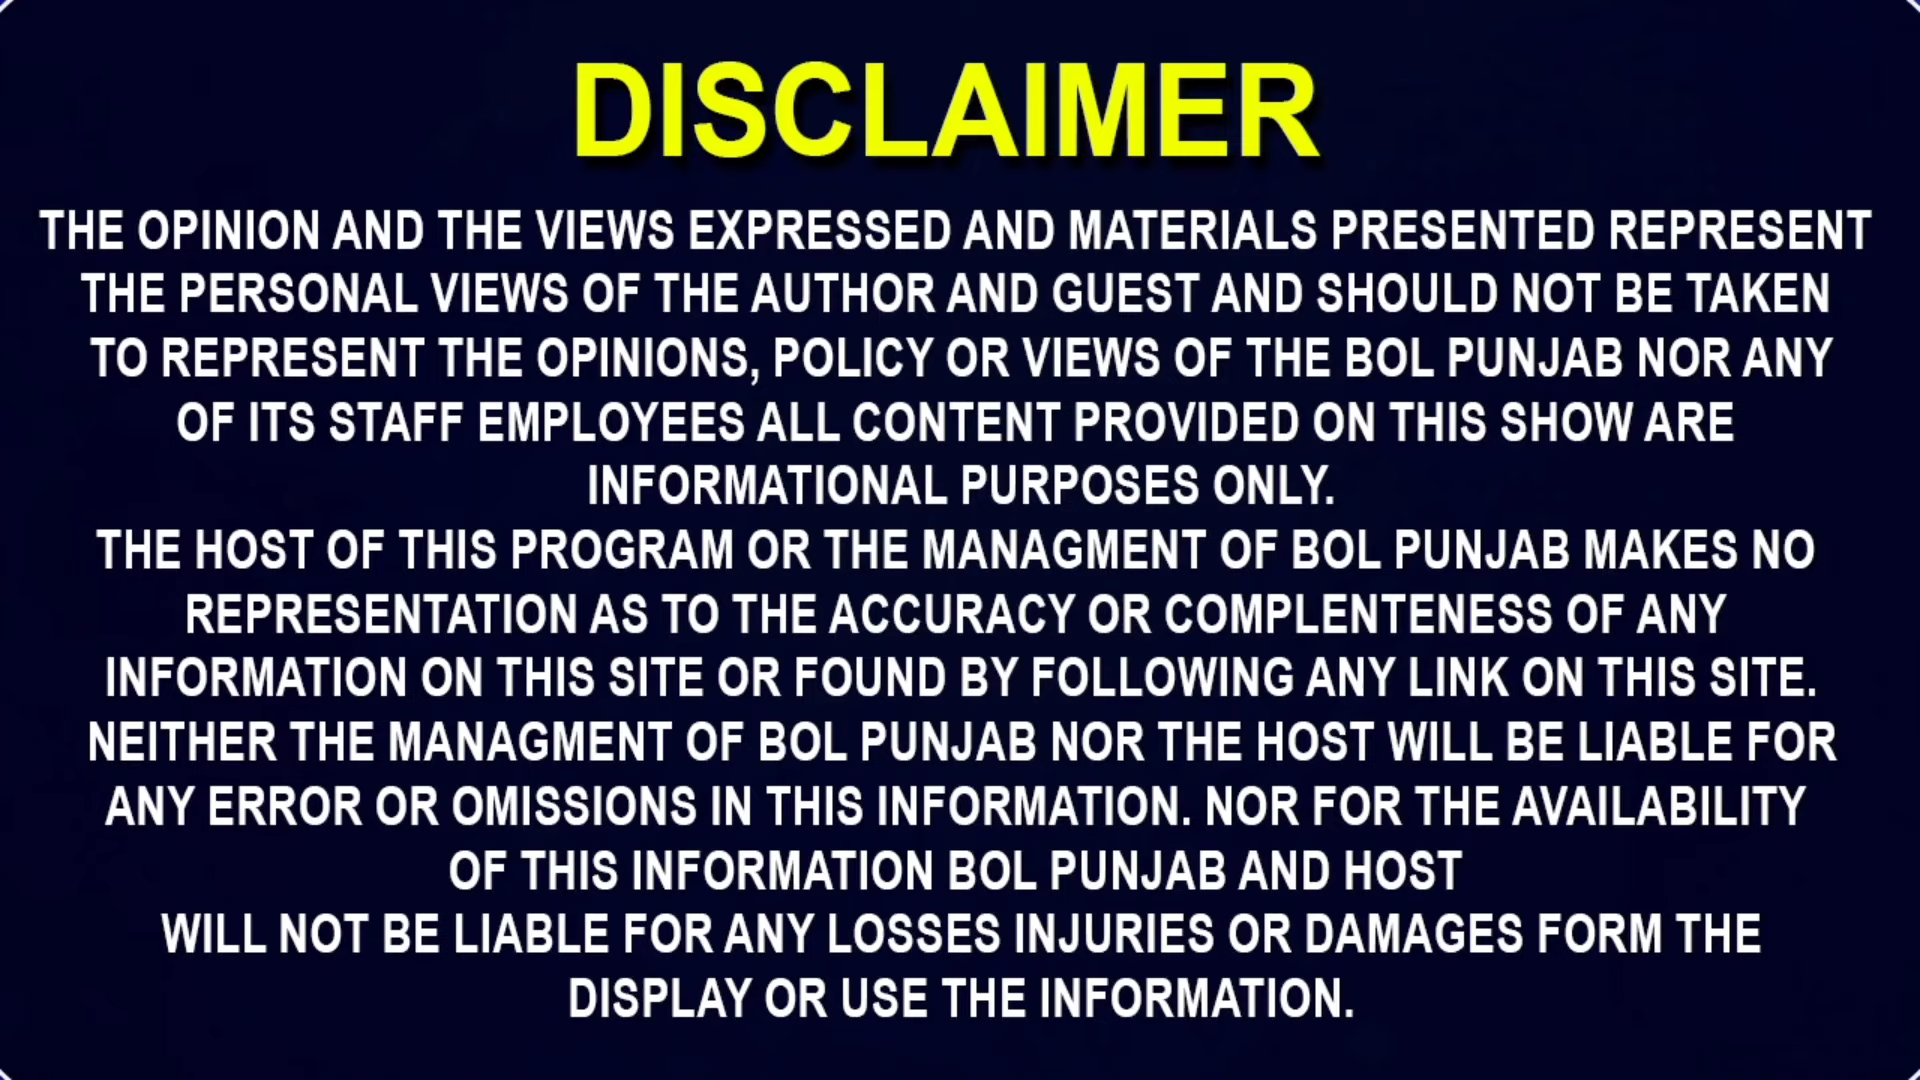 DISCLAIMER
THE OPINION AND THE VIEWS EXPRESSED AND MATERIALS PRESENTED REPRESENT
THE PERSONAL VIEWS OF THE AUTHOR AND GUEST AND SHOULD NOT BE TAKEN
TO REPRESENT THE OPINIONS, POLICY OR VIEWS OF THE BOL PUNJAB NOR ANY
OF ITS STAFF EMPLOYEES ALL CONTENT PROVIDED ON THIS SHOW ARE
INFORMATIONAL PURPOSES ONLY.
THE HOST OF THIS PROGRAM OR THE MANAGMENT OF BOL PUNJAB MAKES NO
REPRESENTATION AS TO THE ACCURACY OR COMPLENTENESS OF ANY
INFORMATION ON THIS SITE OR FOUND BY FOLLOWING ANY LINK ON THIS SITE.
NEITHER THE MANAGMENT OF BOL PUNJAB NOR THE HOST WILL BE LIABLE FOR
ANY ERROR OR OMISSIONS IN THIS INFORMATION. NOR FOR THE AVAILABILITY
OF THIS INFORMATION BOL PUNJAB AND HOST
WILL NOT BE LIABLE FOR ANY LOSSES INJURIES OR DAMAGES FORM THE
DISPLAY OR USE THE INFORMATION.